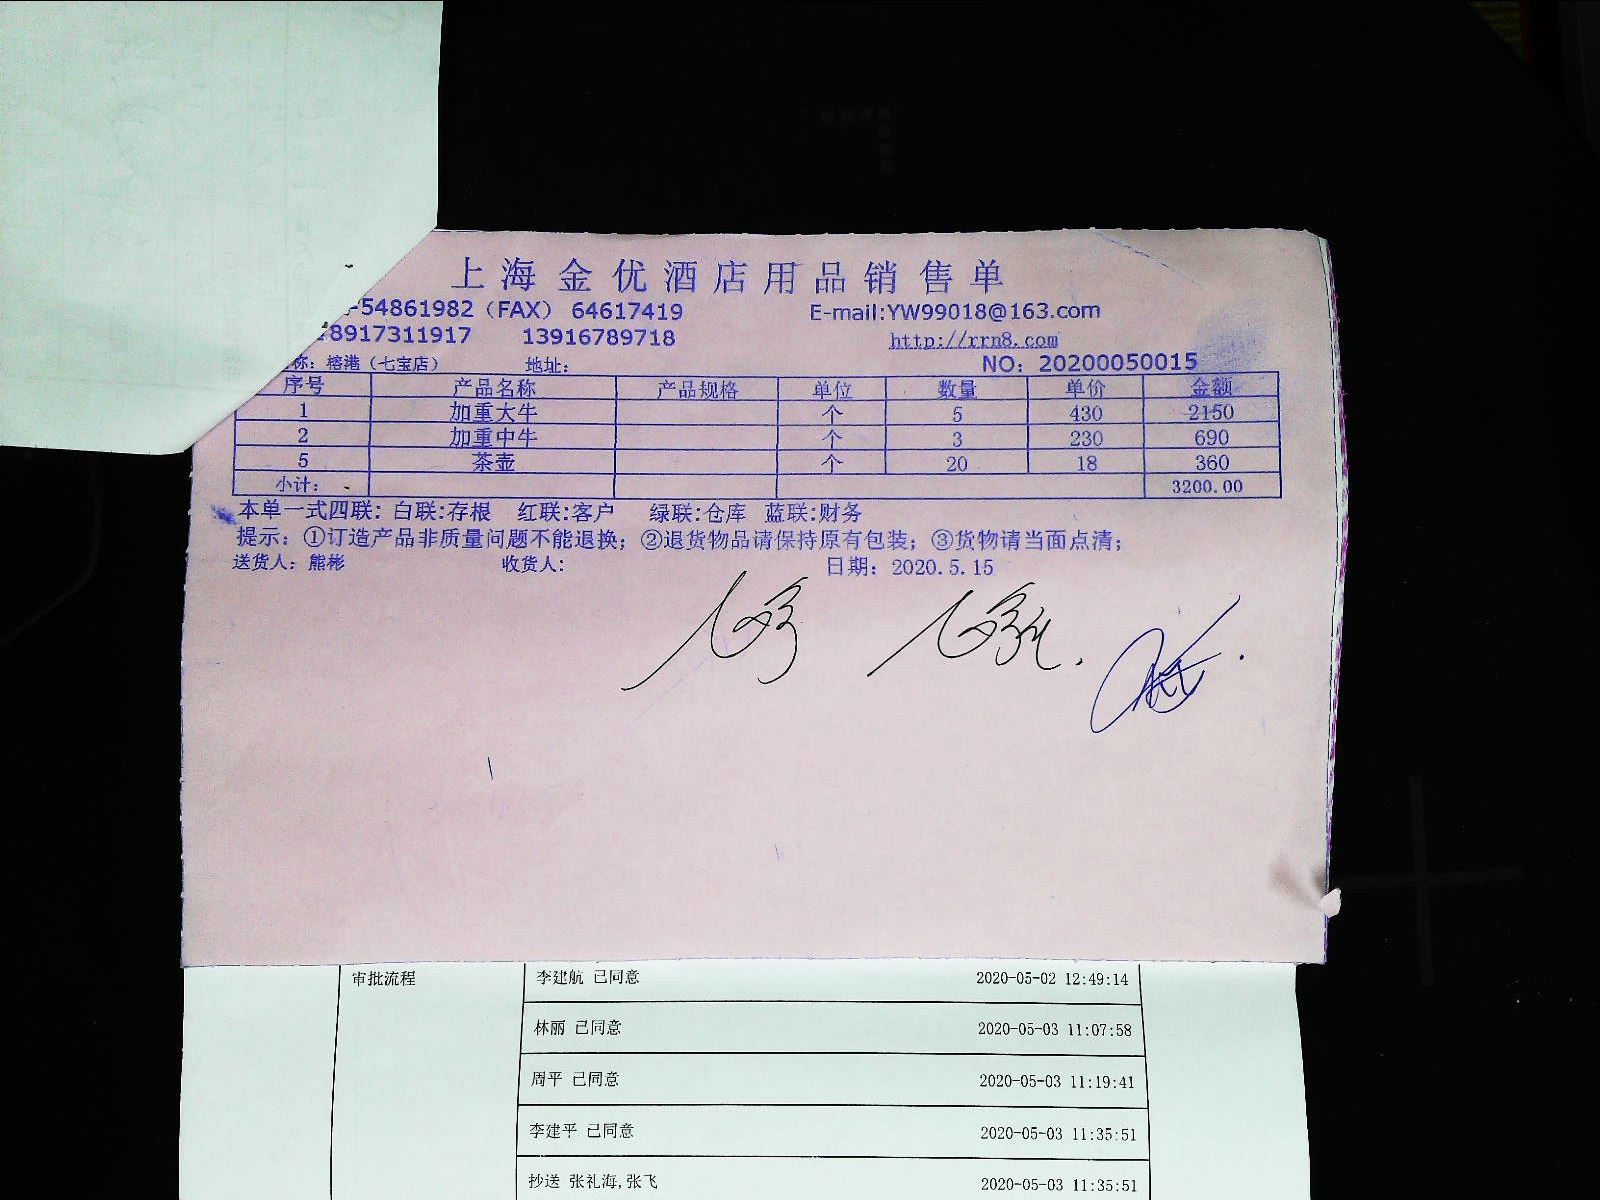 上海金优酒店用品销售单
-54861982（FAX） 64617419 E-mail:YW99018@163.com
8917311917 13916789718 http://rrn8.com
称：榕港（七宝店） 地址： NO：20200050015
序号 产品名称 产品规格 单位 数量 单价 金额
1 加重大牛 个 5 430 2150
2 加重中牛 个 3 230 690
5 茶壶 个 20 18 360
小计： 3200.00
本单一式四联：白联:存根 红联:客户 绿联:仓库 蓝联:财务
提示：①订造产品非质量问题不能退换；②退货物品请保持原有包装；③货物请当面点清；
送货人：熊彬 收货人： 日期：2020.5.15
审批流程 李建航 已同意 2020-05-02 12:49:14
林丽 已同意 2020-05-03 11:07:58
周平 已同意 2020-05-03 11:19:41
李建平 已同意 2020-05-03 11:35:51
抄送 张礼海,张飞 2020-05-03 11:35:51